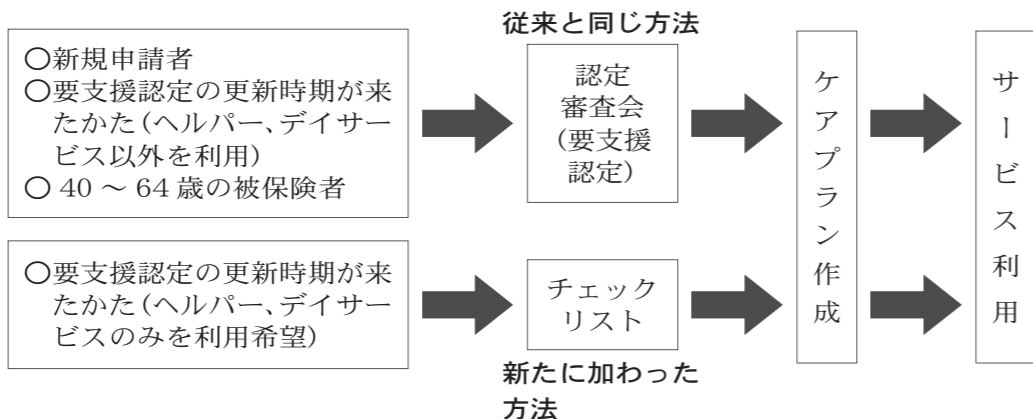 従来と同じ方法
○新規申請者
○要支援認定の更新時期が来
たかた(ヘルパー、デイサー
ビス以外を利用)
○40～64歳の被保険者
認定
審査会
(要支援
認定)
○要支援認定の更新時期が来
たかた(ヘルパー、デイサー
ビスのみを利用希望)
チェック
リスト
新たに加わった
方法
ケアプラン作成
サービス利用